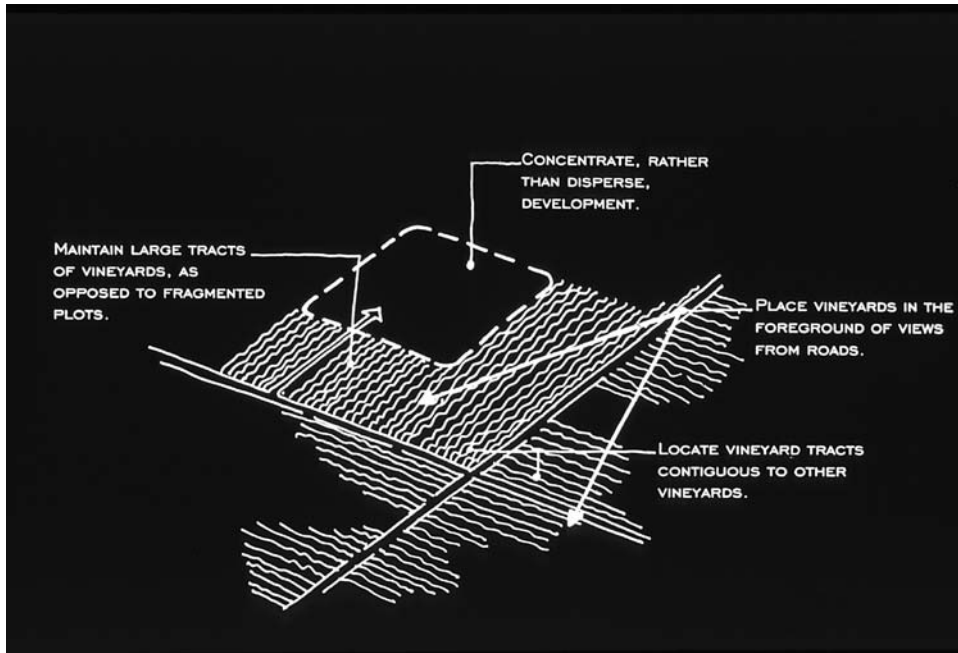 CONCENTRATE, RATHER
THAN DISPERSE,
DEVELOPMENT.
MAINTAIN LARGE TRACTS
OF VINEYARDS, AS
OPPOSED TO FRAGMENTED
PLOTS.
PLACE VINEYARDS IN THE
FOREGROUND OF VIEWS
FROM ROADS.
LOCATE VINEYARD TRACTS
CONTIGUOUS TO OTHER
VINEYARDS.